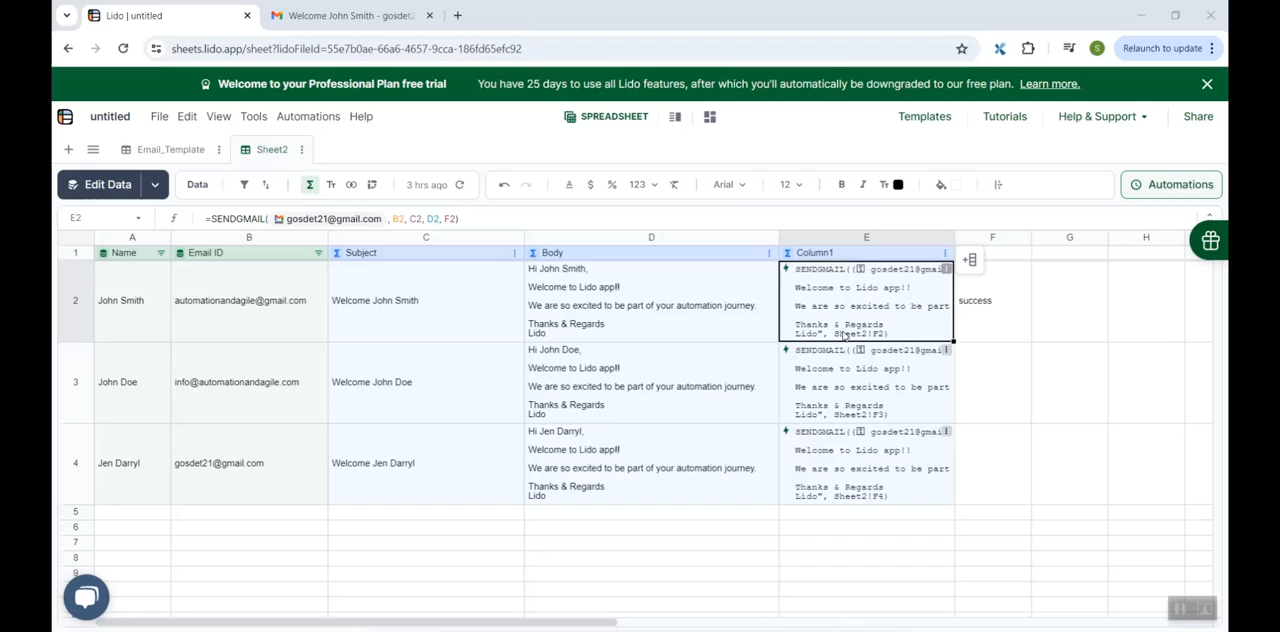 Lido | untitled
Welcome John Smith - gosdet2
sheets.lido.app/sheet?lidoFileId=55e7b0ae-66a6-4657-9cca-186fd65efc92
S
Relaunch to update
Welcome to your Professional Plan free trial
You have 25 days to use all Lido features, after which you'll automatically be downgraded to our free plan. Learn more.
untitled File Edit View Tools Automations Help
SPREADSHEET
Templates Tutorials Help & Support Share
Email_Template
Sheet2
Edit Data
Data
3 hrs ago
$ % 123
Arial
12
B I Tт
Automations
E2
=SENDGMAIL( gosdet21@gmail.com , B2, C2, D2, F2)
A B C D E F G H
1 Name Email ID Subject Body Column1
2 John Smith automationandagile@gmail.com Welcome John Smith
Hi John Smith,
Welcome to Lido app!!
We are so excited to be part of your automation journey.
Thanks & Regards
Lido
SENDGMAIL(( gosdet21@gmai
Welcome to Lido app!!
We are so excited to be part
Thanks & Regards
Lido", Sheet2!F2)
success
3 John Doe info@automationandagile.com Welcome John Doe
Hi John Doe,
Welcome to Lido app!!
We are so excited to be part of your automation journey.
Thanks & Regards
Lido
SENDGMAIL(( gosdet21@gmai
Welcome to Lido app!!
We are so excited to be part
Thanks & Regards
Lido", Sheet2!F3)
4 Jen Darryl gosdet21@gmail.com Welcome Jen Darryl
Hi Jen Darryl,
Welcome to Lido app!!
We are so excited to be part of your automation journey.
Thanks & Regards
Lido
SENDGMAIL(( gosdet21@gmai
Welcome to Lido app!!
We are so excited to be part
Thanks & Regards
Lido", Sheet2!F4)
5
6
7
8
9